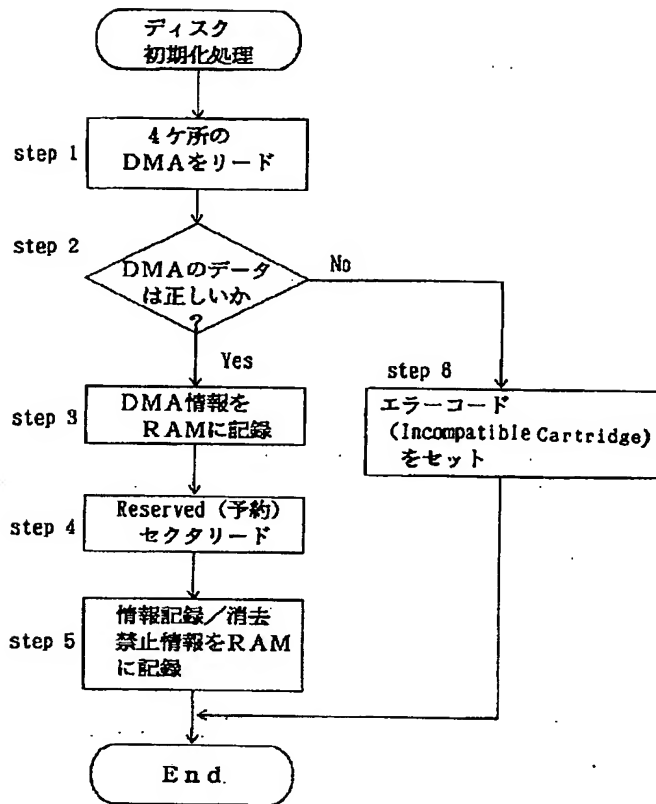 ディスク
初期化処理
step 1
4ケ所の
DMAをリード
step 2
DMAのデータ
は正しいか
?
No
Yes
step 3
DMA情報を
RAMに記録
step 6
エラーコード
(Incompatible Cartridge)
をセット
step 4
Reserved (予約)
セクタリード
step 5
情報記録/消去
禁止情報をRAM
に記録
End